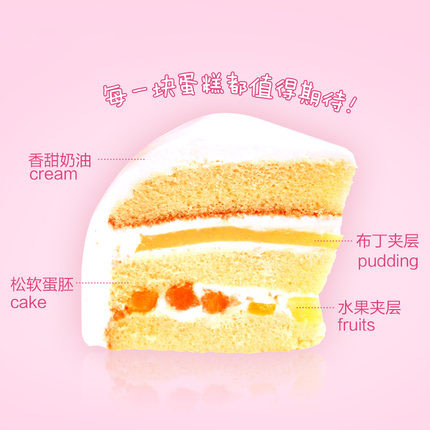 每一块蛋糕都值得期待!
香甜奶油
cream
布丁夹层
pudding
松软蛋胚
cake
水果夹层
fruits